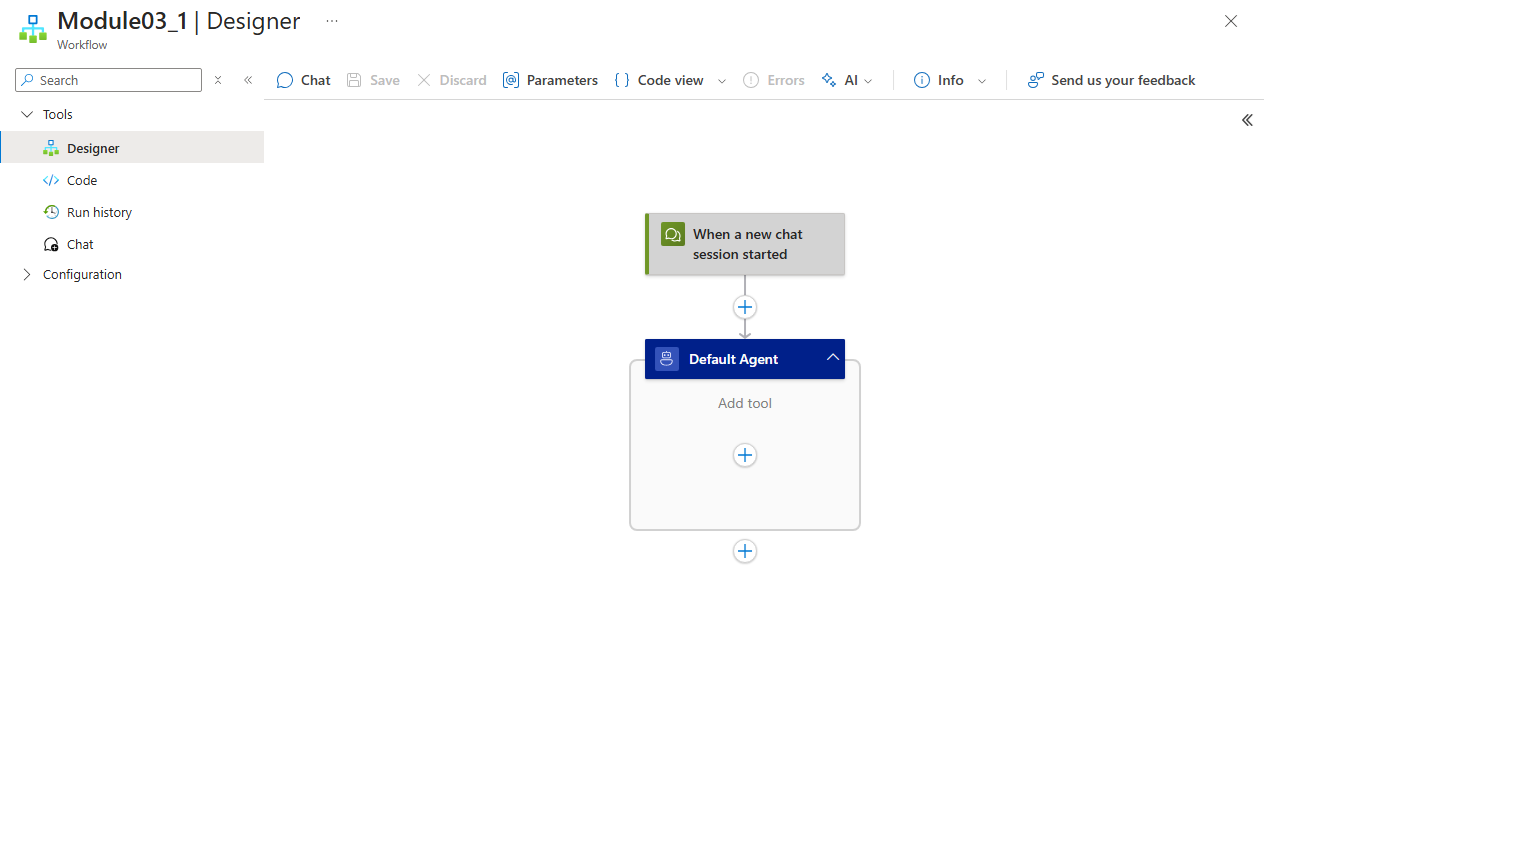 Module03_1 | Designer ...
Workflow
Search
Chat Save Discard Parameters Code view Errors AI Info Send us your feedback
Tools
Designer
Code
Run history
Chat
Configuration
When a new chat
session started
Default Agent
Add tool